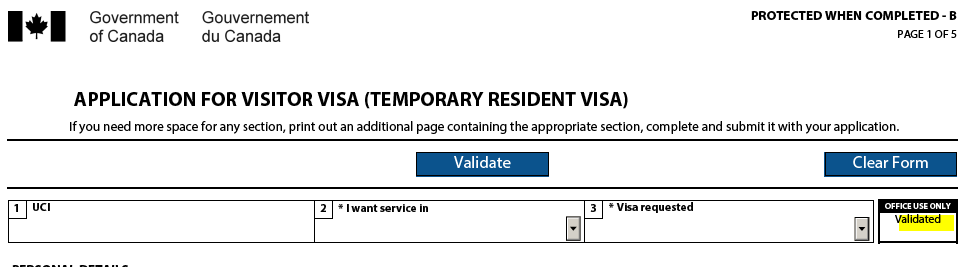 Government Gouvernement
of Canada du Canada
PROTECTED WHEN COMPLETED - B
PAGE 1 OF 5
APPLICATION FOR VISITOR VISA (TEMPORARY RESIDENT VISA)
If you need more space for any section, print out an additional page containing the appropriate section, complete and submit it with your application.
Validate Clear Form
1 UCI 2 * I want service in 3 * Visa requested OFFICE USE ONLY
Validated
PERSONAL DETAILS